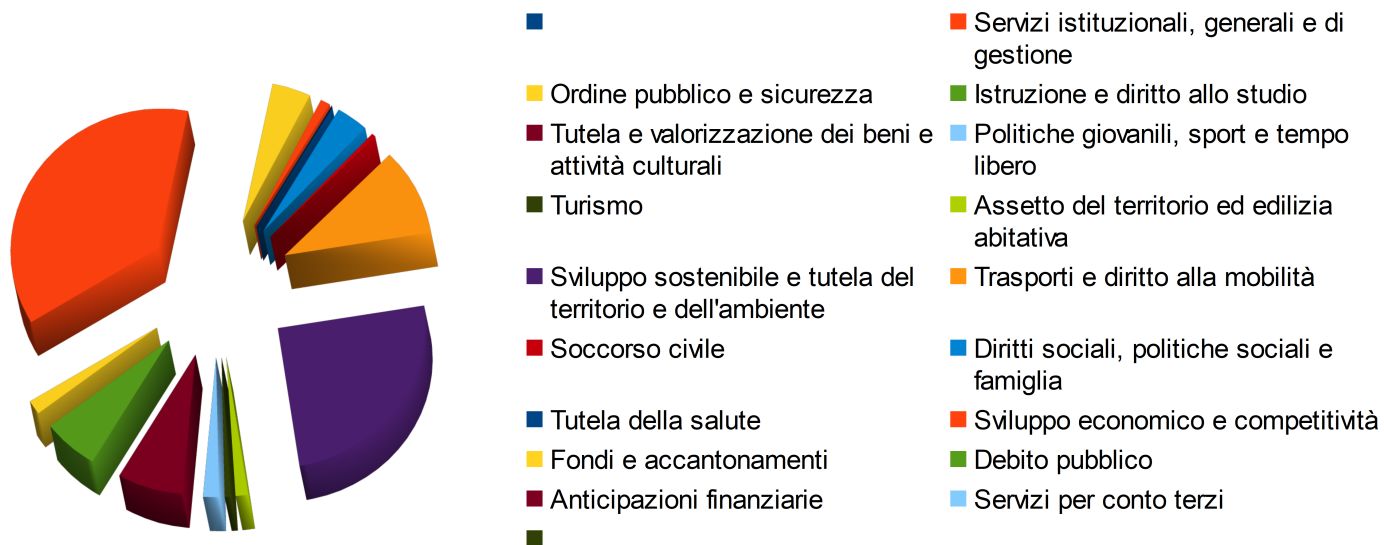 Servizi istituzionali, generali e di
gestione
Ordine pubblico e sicurezza
Istruzione e diritto allo studio
Tutela e valorizzazione dei beni e
attività culturali
Politiche giovanili, sport e tempo
libero
Turismo
Assetto del territorio ed edilizia
abitativa
Sviluppo sostenibile e tutela del
territorio e dell'ambiente
Trasporti e diritto alla mobilità
Soccorso civile
Diritti sociali, politiche sociali e
famiglia
Tutela della salute
Sviluppo economico e competitività
Fondi e accantonamenti
Debito pubblico
Anticipazioni finanziarie
Servizi per conto terzi